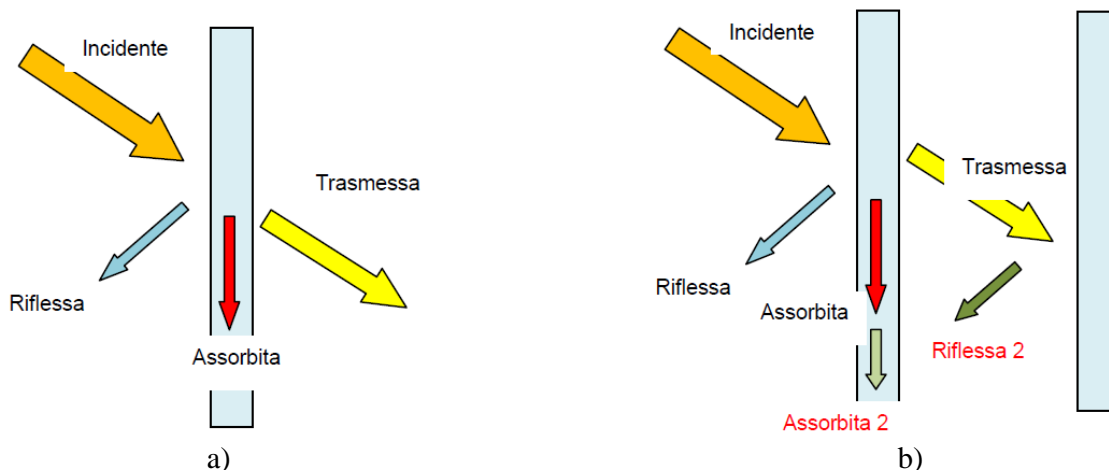 Incidente
Trasmessa
Riflessa
Assorbita
a)
Incidente
Trasmessa
Riflessa
Assorbita
Riflessa 2
Assorbita 2
b)